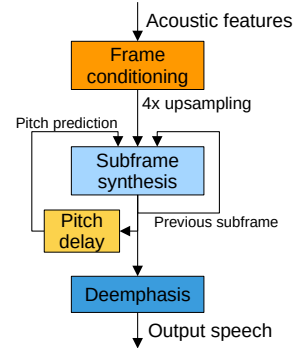 Acoustic features
Frame
conditioning
4x upsampling
Pitch prediction
Subframe
synthesis
Previous subframe
Pitch
delay
Deemphasis
Output speech